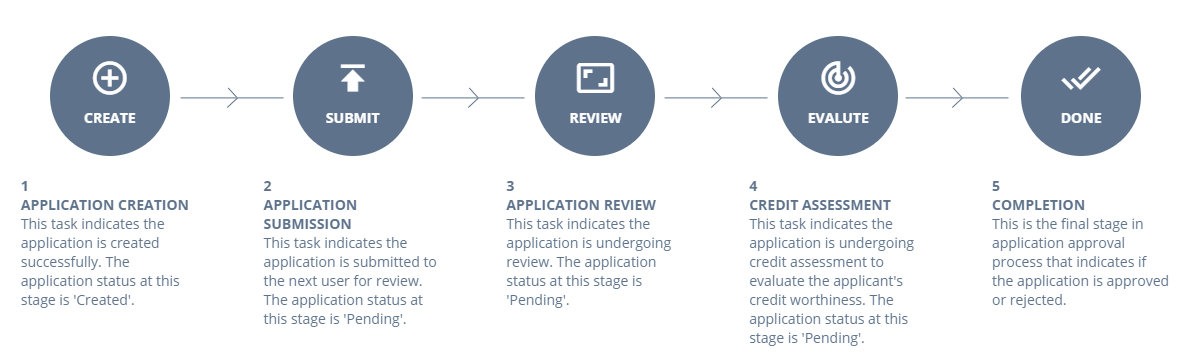 CREATE
SUBMIT
REVIEW
EVALUATE
DONE
1
APPLICATION CREATION
This task indicates the
application is created
successfully. The
application status at this
stage is 'Created'.
2
APPLICATION
SUBMISSION
This task indicates the
application is submitted to
the next user for review.
The application status at
this stage is 'Pending'.
3
APPLICATION REVIEW
This task indicates the
application is undergoing
review. The application
status at this stage is
'Pending'.
4
CREDIT ASSESSMENT
This task indicates the
application is undergoing
credit assessment to
evaluate the applicant's
credit worthiness. The
application status at this
stage is 'Pending'.
5
COMPLETION
This is the final stage in
application approval
process that indicates if
the application is approved
or rejected.